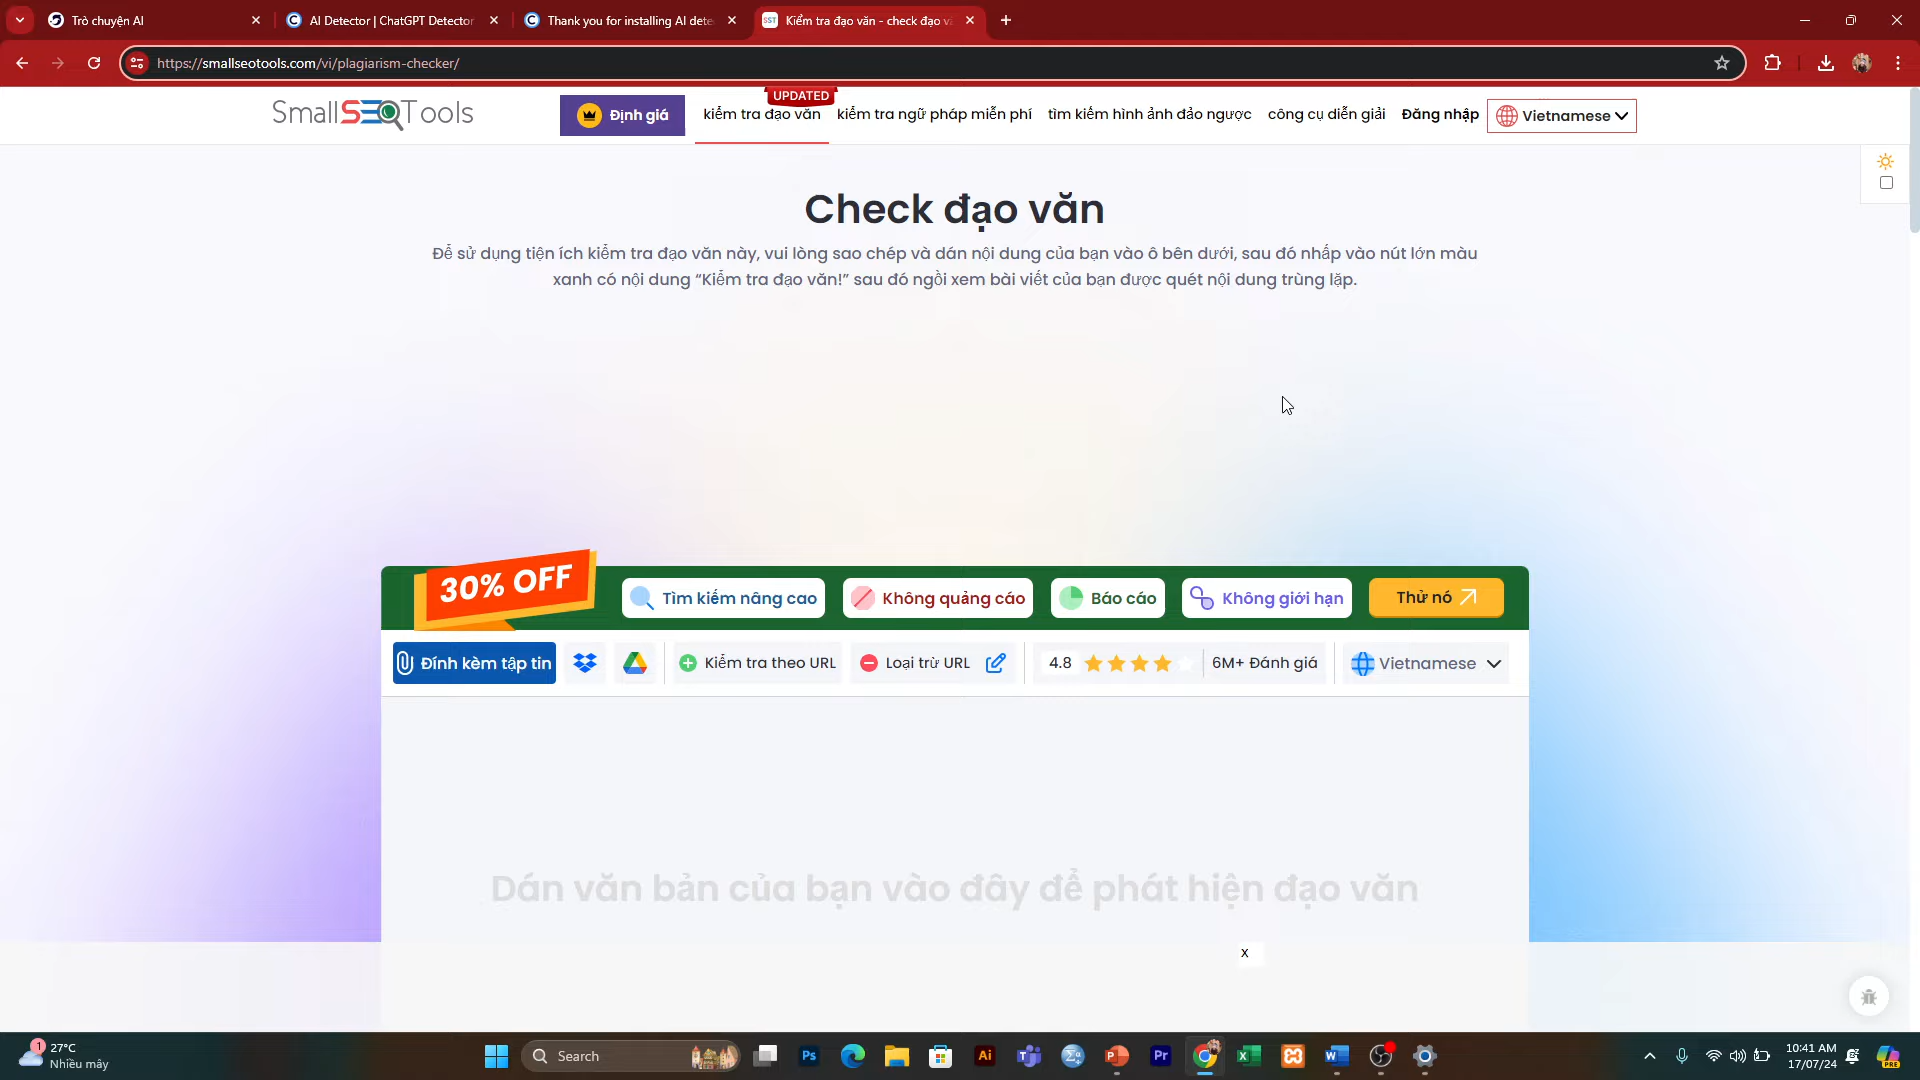 Trò chuyện AI
AI Detector | ChatGPT Detector
Thank you for installing AI dete
Kiểm tra đạo văn - check đạo v
https://smallseotools.com/vi/plagiarism-checker/
SmallSEOTools
Định giá
UPDATED
kiểm tra đạo văn
kiểm tra ngữ pháp miễn phí
tìm kiếm hình ảnh đảo ngược
công cụ diễn giải
Đăng nhập
Vietnamese
Check đạo văn
Để sử dụng tiện ích kiểm tra đạo văn này, vui lòng sao chép và dán nội dung của bạn vào ô bên dưới, sau đó nhấp vào nút lớn màu
xanh có nội dung “Kiểm tra đạo văn!” sau đó ngồi xem bài viết của bạn được quét nội dung trùng lặp.
30% OFF
Tìm kiếm nâng cao
Không quảng cáo
Báo cáo
Không giới hạn
Thử nó
Đính kèm tập tin
Kiểm tra theo URL
Loại trừ URL
4.8
6M+ Đánh giá
Vietnamese
Dán văn bản của bạn vào đây để phát hiện đạo văn
x
1
27°C
Nhiều mây
Search
Ps
Ai
Pr
10:41 AM
17/07/24
PRE